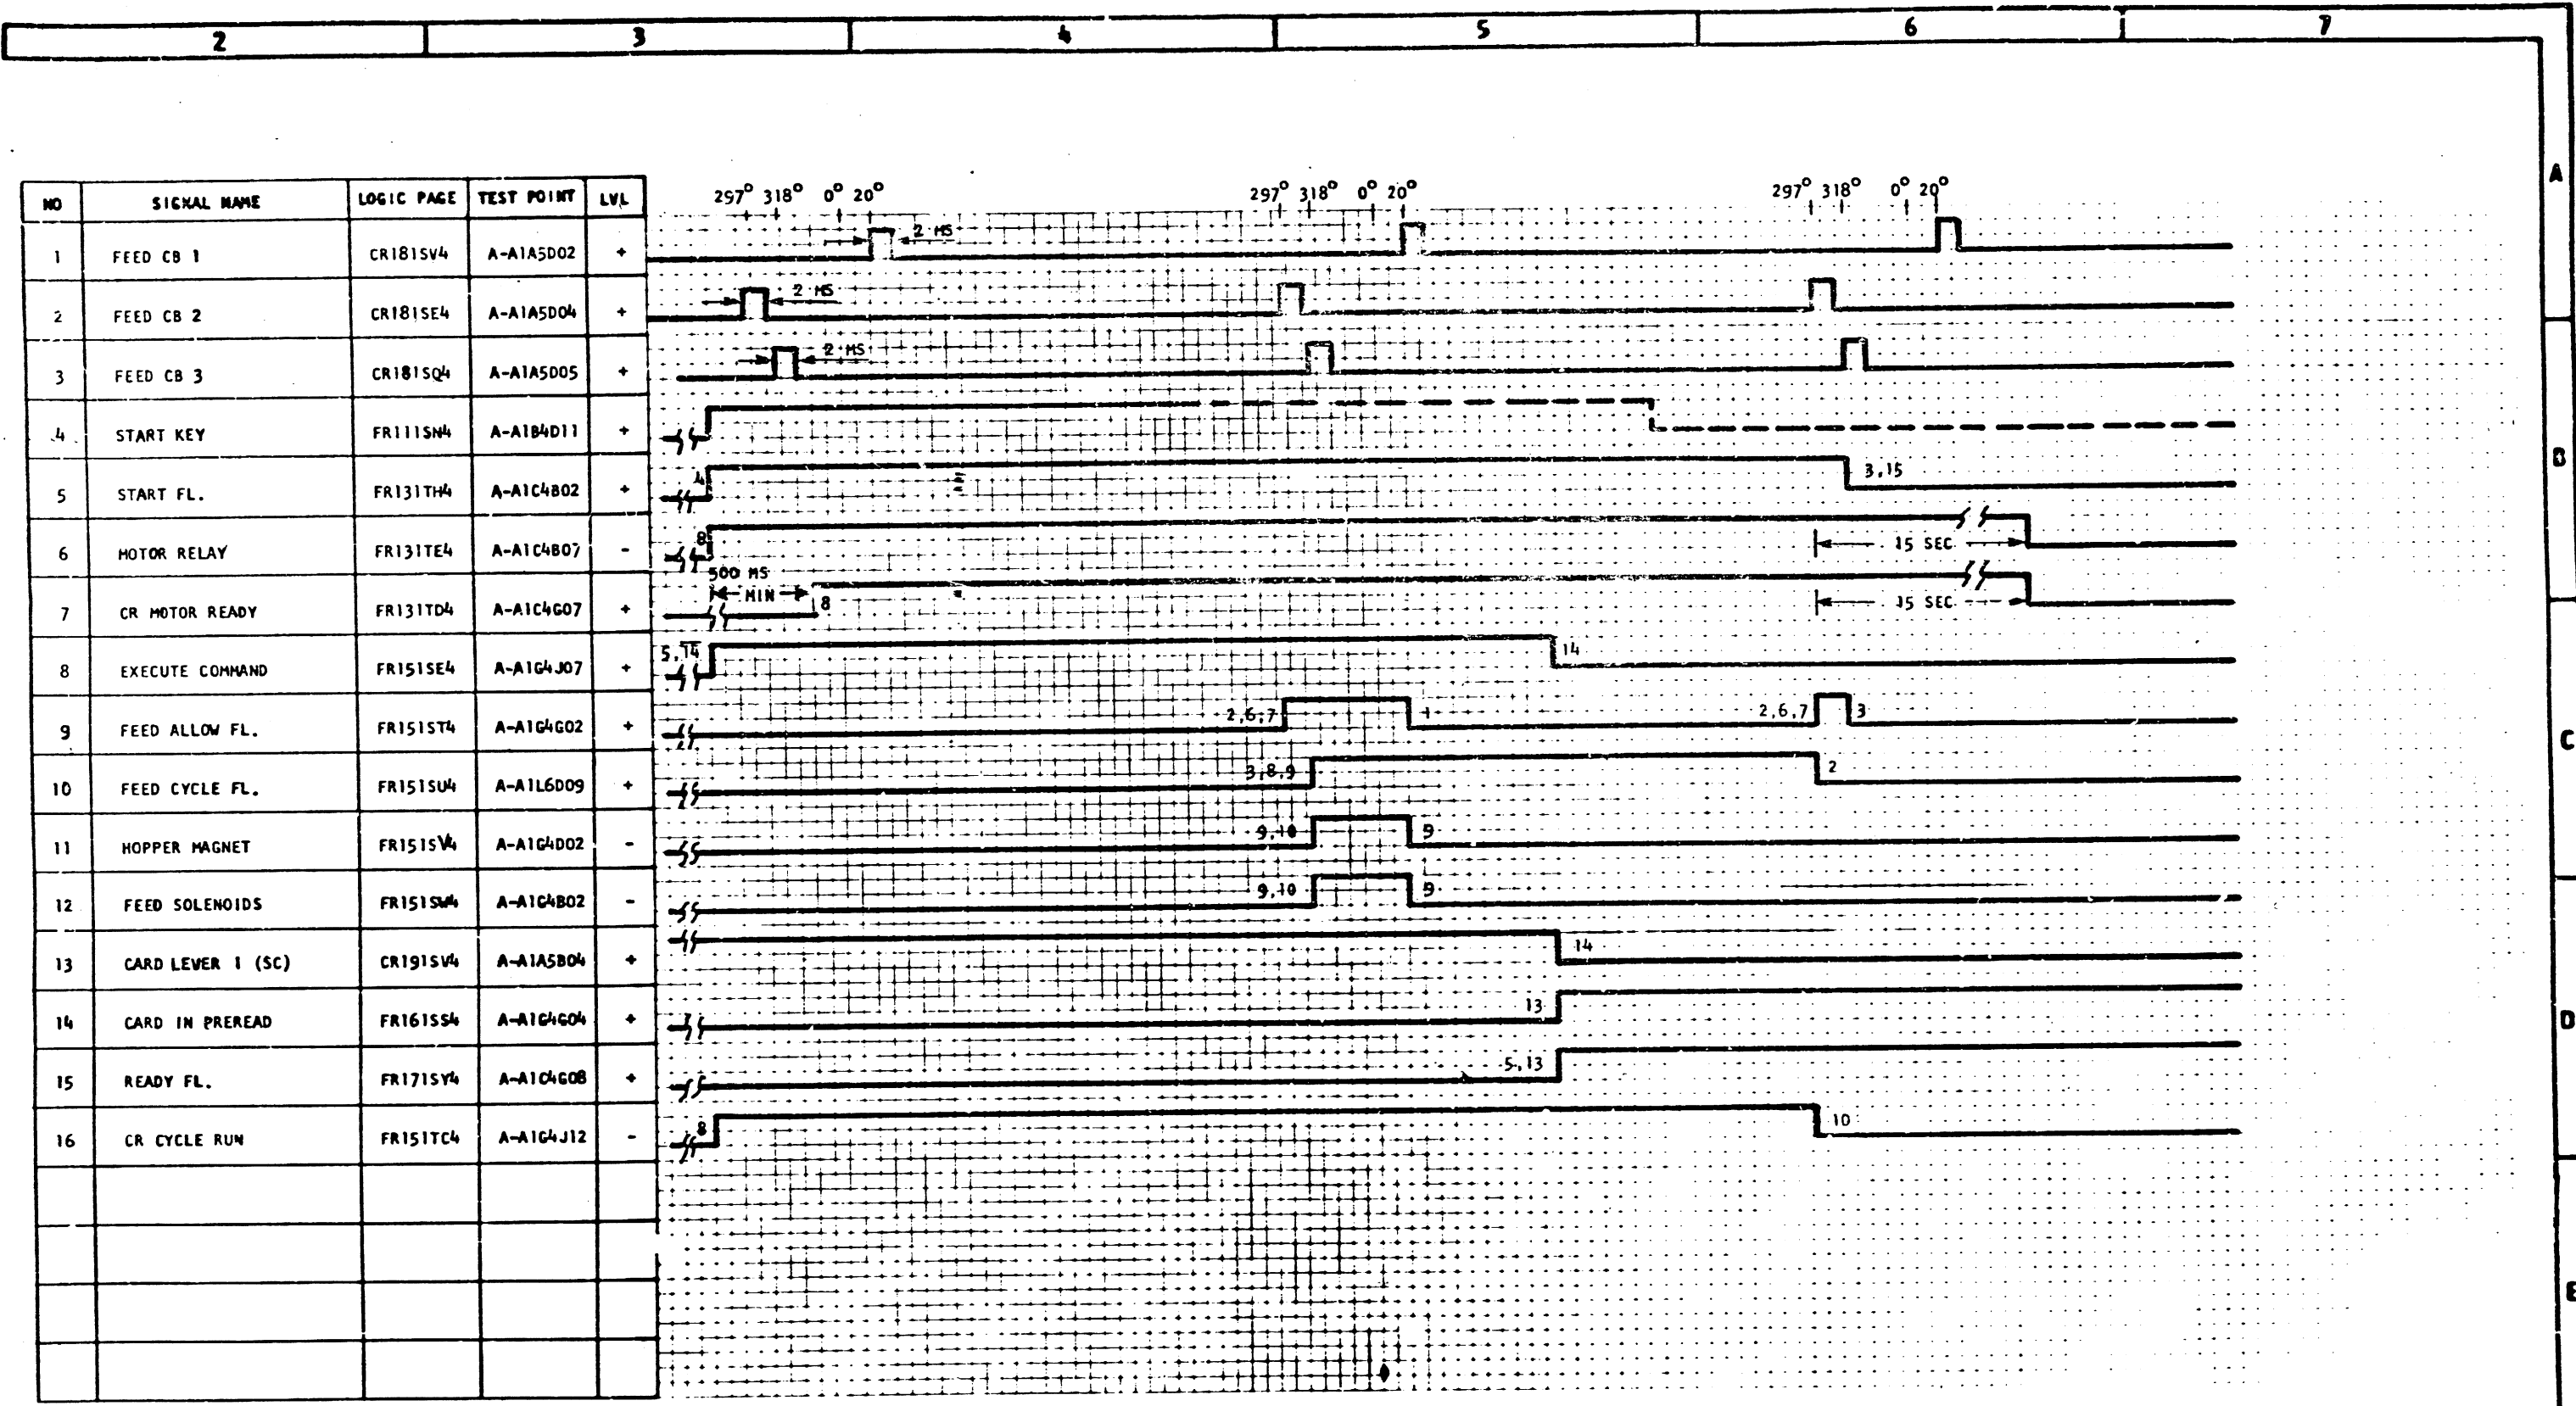 2 3 4 5 6 7
A
NO SIGNAL NAME LOGIC PAGE TEST POINT LVL 297° 318° 0° 20° 297° 318° 0° 20° 297° 318° 0° 20°
1 FEED CB 1 CR181SV4 A-A1A5D02 + 2 MS
2 FEED CB 2 CR181SE4 A-A1A5D04 + 2 MS
3 FEED CB 3 CR181SQ4 A-A1A5D05 + 2 MS
4 START KEY FR111SN4 A-A1B4D11 +
B
5 START FL. FR131TH4 A-A1C4B02 + 4 3,15
6 MOTOR RELAY FR131TE4 A-A1C4B07 - 8 15 SEC
7 CR MOTOR READY FR131TD4 A-A1C4G07 + 500 MS MIN 8 15 SEC
8 EXECUTE COMMAND FR151SE4 A-A1G4J07 + 5,14 14
9 FEED ALLOW FL. FR151ST4 A-A1G4G02 + 2,6,7 1 2,6,7 3
C
10 FEED CYCLE FL. FR151SU4 A-A1L6D09 + 3,8,9 2
11 HOPPER MAGNET FR151SV4 A-A1G4D02 - 9,10 9
12 FEED SOLENOIDS FR151SW4 A-A1G4B02 - 9,10 9
13 CARD LEVER 1 (SC) CR191SV4 A-A1A5B04 + 14
14 CARD IN PREREAD FR161SS4 A-A1G4G04 + 13
D
15 READY FL. FR171SY4 A-A1C4G08 + 5,13
16 CR CYCLE RUN FR151TC4 A-A1G4J12 - 8 10
E